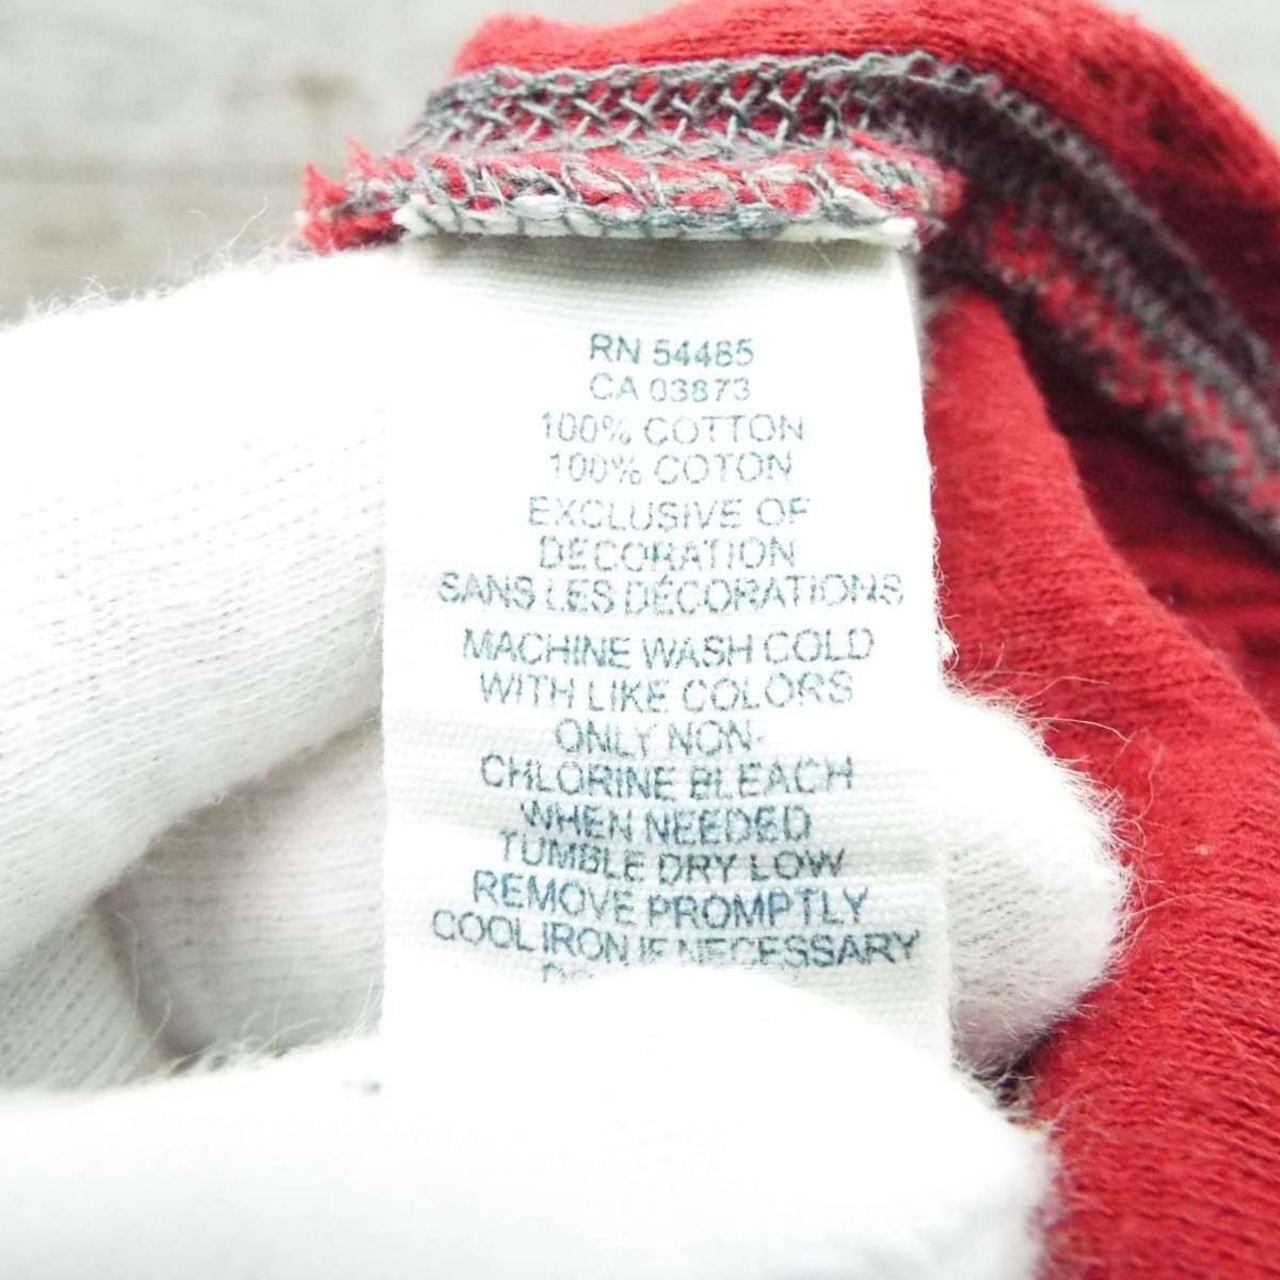 RN 54485
CA 03873
100% COTTON
100% COTON
EXCLUSIVE OF
DECORATION
SANS LES DÉCORATIONS
MACHINE WASH COLD
WITH LIKE COLORS
ONLY NON-
CHLORINE BLEACH
WHEN NEEDED
TUMBLE DRY LOW
REMOVE PROMPTLY
COOL IRON IF NECESSARY